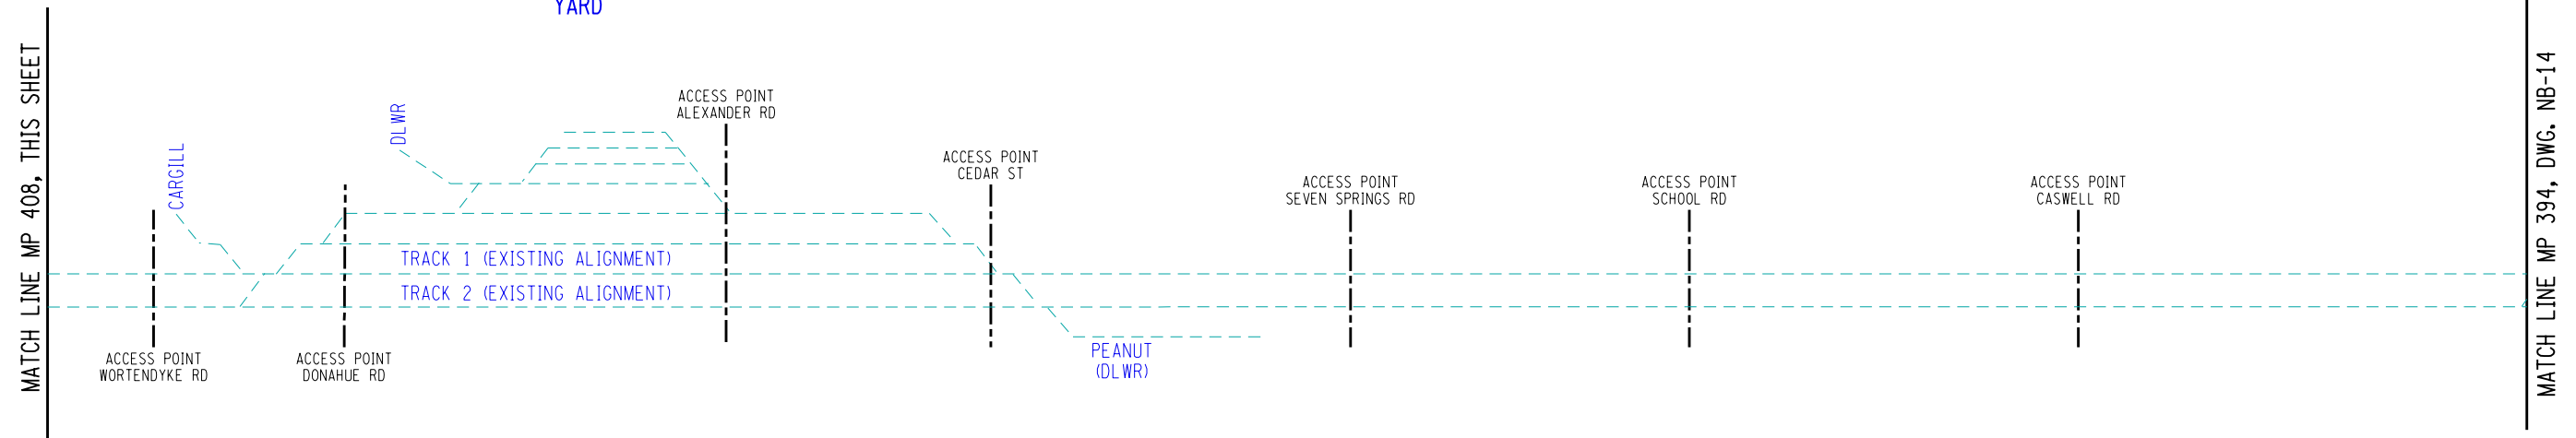 YARD
MATCH LINE MP 408, THIS SHEET
CARGILL
DLWR
ACCESS POINT
ALEXANDER RD
ACCESS POINT
CEDAR ST
ACCESS POINT
SEVEN SPRINGS RD
ACCESS POINT
SCHOOL RD
ACCESS POINT
CASWELL RD
TRACK 1 (EXISTING ALIGNMENT)
TRACK 2 (EXISTING ALIGNMENT)
ACCESS POINT
WORTENDYKE RD
ACCESS POINT
DONAHUE RD
PEANUT
(DLWR)
MATCH LINE MP 394, DWG. NB-14